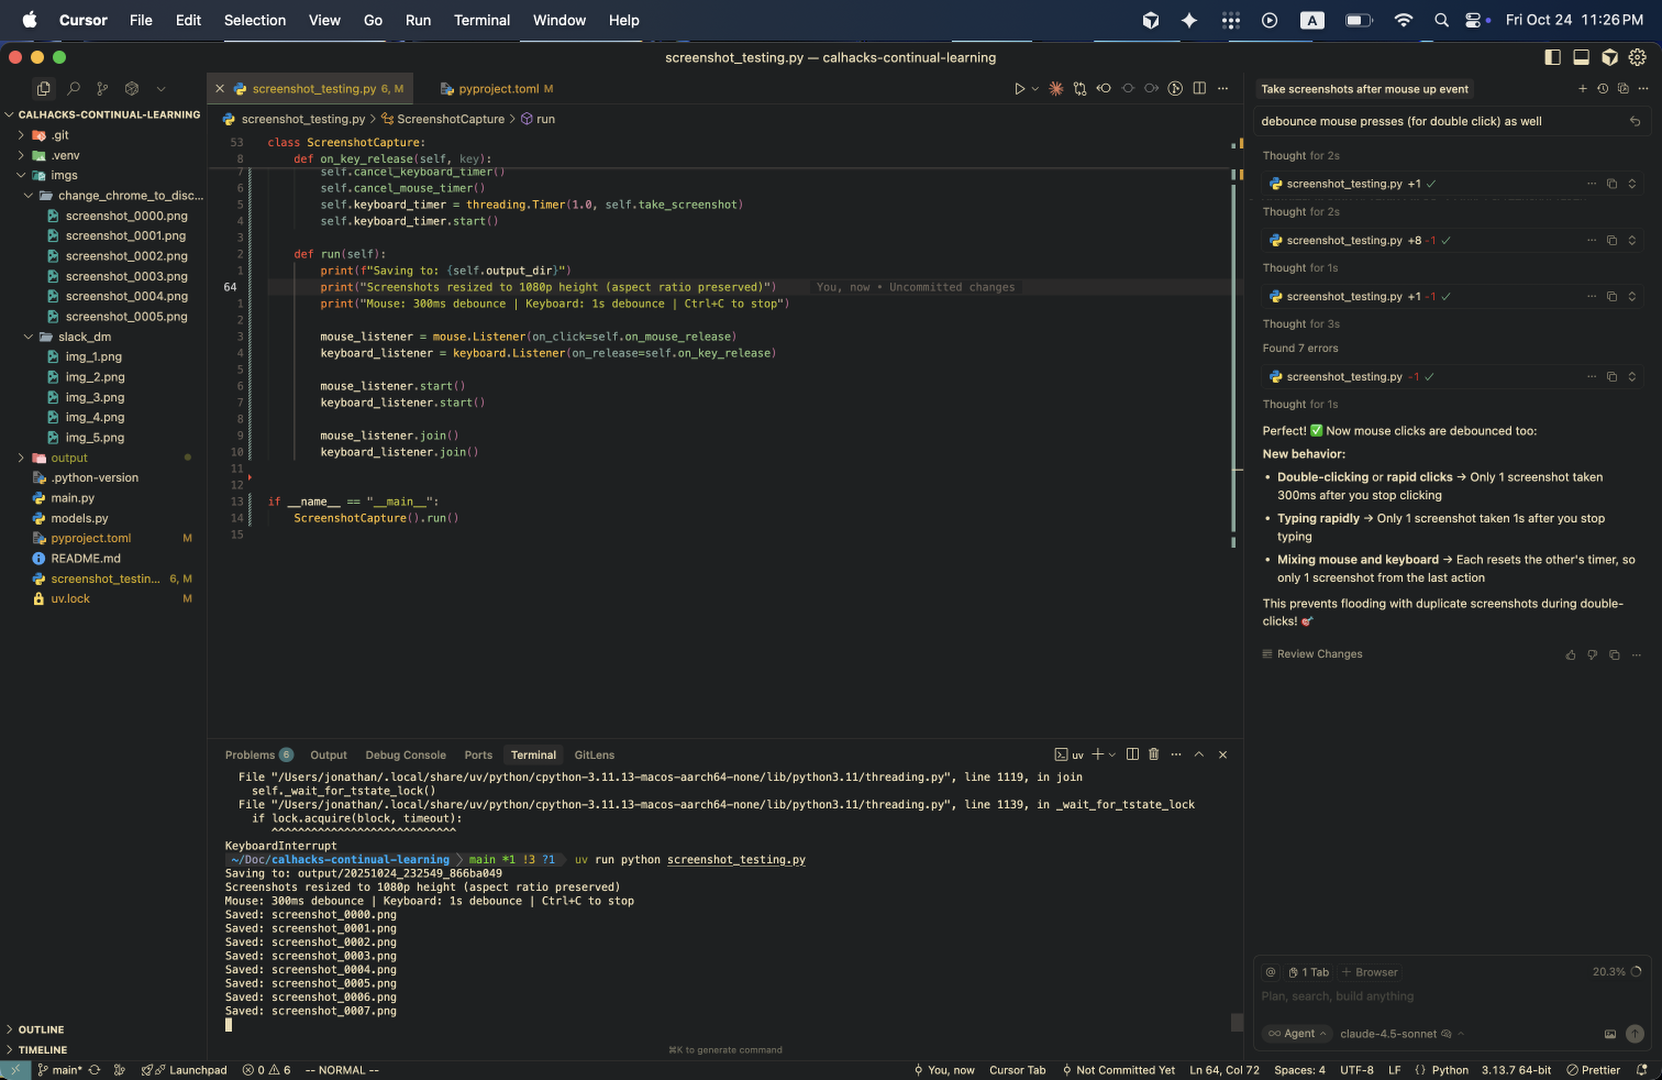 Cursor File Edit Selection View Go Run Terminal Window Help
A Fri Oct 24 11:26 PM
screenshot_testing.py — calhacks-continual-learning
CALHACKS-CONTINUAL-LEARNING
.git
.venv
imgs
change_chrome_to_disc...
screenshot_0000.png
screenshot_0001.png
screenshot_0002.png
screenshot_0003.png
screenshot_0004.png
screenshot_0005.png
slack_dm
img_1.png
img_2.png
img_3.png
img_4.png
img_5.png
output
.python-version
main.py
models.py
pyproject.toml M
README.md
screenshot_testin... 6, M
uv.lock M
OUTLINE
TIMELINE
screenshot_testing.py 6, M
pyproject.toml M
screenshot_testing.py > ScreenshotCapture > run
53 class ScreenshotCapture:
8 def on_key_release(self, key):
7 self.cancel_keyboard_timer()
6 self.cancel_mouse_timer()
5 self.keyboard_timer = threading.Timer(1.0, self.take_screenshot)
4 self.keyboard_timer.start()
3
2 def run(self):
1 print(f"Saving to: {self.output_dir}")
64 print("Screenshots resized to 1080p height (aspect ratio preserved)") You, now • Uncommitted changes
1 print("Mouse: 300ms debounce | Keyboard: 1s debounce | Ctrl+C to stop")
2
3 mouse_listener = mouse.Listener(on_click=self.on_mouse_release)
4 keyboard_listener = keyboard.Listener(on_release=self.on_key_release)
5
6 mouse_listener.start()
7 keyboard_listener.start()
8
9 mouse_listener.join()
10 keyboard_listener.join()
11
12
13 if __name__ == "__main__":
14 ScreenshotCapture().run()
15
Problems 6 Output Debug Console Ports Terminal GitLens
uv
File "/Users/jonathan/.local/share/uv/python/cpython-3.11.13-macos-aarch64-none/lib/python3.11/threading.py", line 1119, in join
self._wait_for_tstate_lock()
File "/Users/jonathan/.local/share/uv/python/cpython-3.11.13-macos-aarch64-none/lib/python3.11/threading.py", line 1139, in _wait_for_tstate_lock
if lock.acquire(block, timeout):
^^^^^^^^^^^^^^^^^^^^^^^^^^^^
KeyboardInterrupt
~/Doc/calhacks-continual-learning main *1 !3 ?1 uv run python screenshot_testing.py
Saving to: output/20251024_232549_866ba049
Screenshots resized to 1080p height (aspect ratio preserved)
Mouse: 300ms debounce | Keyboard: 1s debounce | Ctrl+C to stop
Saved: screenshot_0000.png
Saved: screenshot_0001.png
Saved: screenshot_0002.png
Saved: screenshot_0003.png
Saved: screenshot_0004.png
Saved: screenshot_0005.png
Saved: screenshot_0006.png
Saved: screenshot_0007.png
⌘K to generate command
Take screenshots after mouse up event
debounce mouse presses (for double click) as well
Thought for 2s
screenshot_testing.py +1
Thought for 2s
screenshot_testing.py +8 -1
Thought for 1s
screenshot_testing.py +1 -1
Thought for 3s
Found 7 errors
screenshot_testing.py -1
Thought for 1s
Perfect! ✅ Now mouse clicks are debounced too:
New behavior:
• Double-clicking or rapid clicks → Only 1 screenshot taken
300ms after you stop clicking
• Typing rapidly → Only 1 screenshot taken 1s after you stop
typing
• Mixing mouse and keyboard → Each resets the other's timer, so
only 1 screenshot from the last action
This prevents flooding with duplicate screenshots during double-
clicks! 🎯
Review Changes
@ 1 Tab + Browser 20.3%
Plan, search, build anything
∞ Agent claude-4.5-sonnet
main* Launchpad 0 6 -- NORMAL --
You, now Cursor Tab Not Committed Yet Ln 64, Col 72 Spaces: 4 UTF-8 LF {} Python 3.13.7 64-bit Prettier